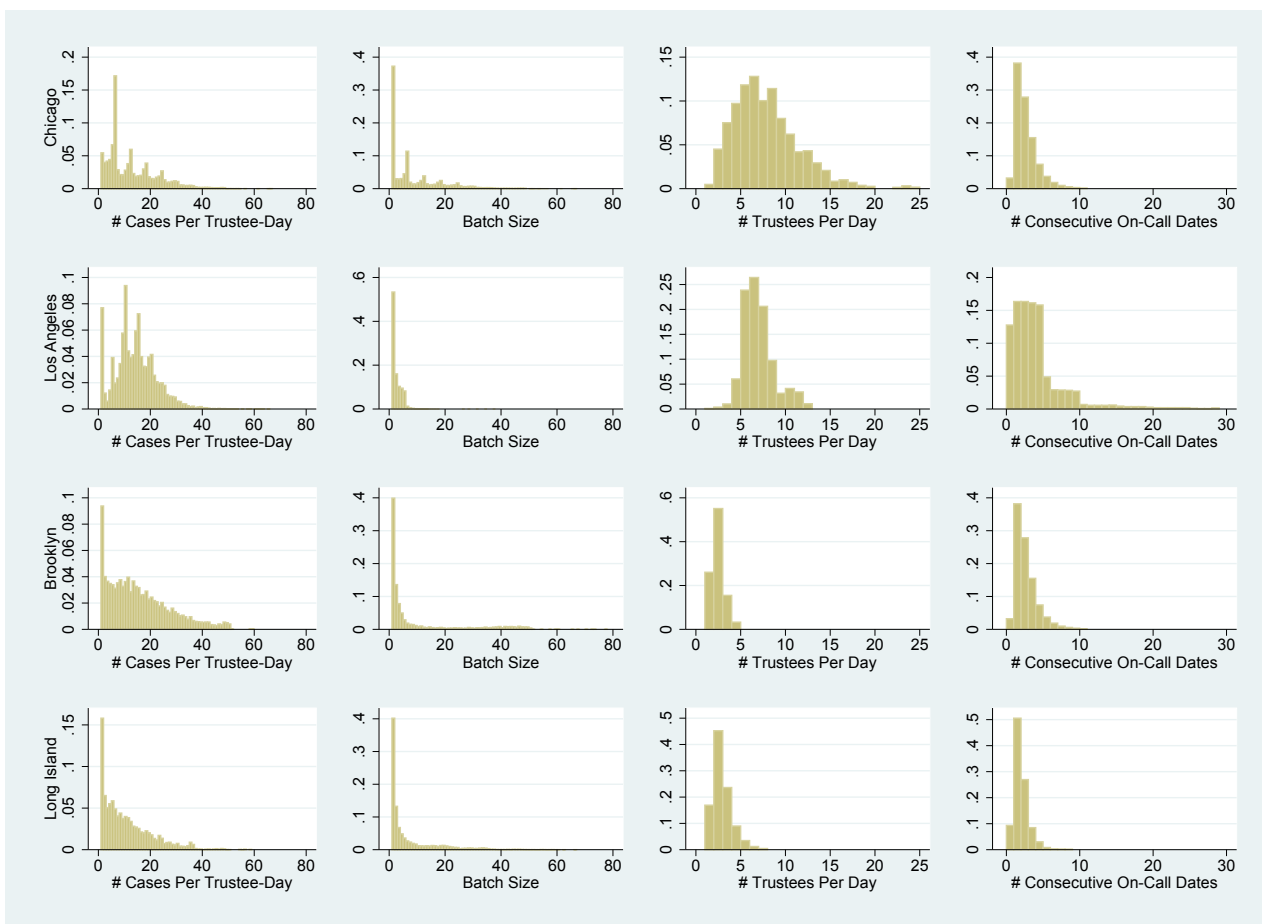 Chicago
0 .05 .1 .15 .2
0 20 40 60 80
# Cases Per Trustee-Day
0 .1 .2 .3 .4
0 20 40 60 80
Batch Size
0 .05 .1 .15
0 5 10 15 20 25
# Trustees Per Day
0 .1 .2 .3 .4
0 10 20 30
# Consecutive On-Call Dates
Los Angeles
0 .02 .04 .06 .08 .1
0 20 40 60 80
# Cases Per Trustee-Day
0 .2 .4 .6
0 20 40 60 80
Batch Size
0 .05 .1 .15 .2 .25
0 5 10 15 20 25
# Trustees Per Day
0 .05 .1 .15 .2
0 10 20 30
# Consecutive On-Call Dates
Brooklyn
0 .02 .04 .06 .08 .1
0 20 40 60 80
# Cases Per Trustee-Day
0 .1 .2 .3 .4
0 20 40 60 80
Batch Size
0 .2 .4 .6
0 5 10 15 20 25
# Trustees Per Day
0 .1 .2 .3 .4
0 10 20 30
# Consecutive On-Call Dates
Long Island
0 .05 .1 .15
0 20 40 60 80
# Cases Per Trustee-Day
0 .1 .2 .3 .4
0 20 40 60 80
Batch Size
0 .1 .2 .3 .4 .5
0 5 10 15 20 25
# Trustees Per Day
0 .1 .2 .3 .4 .5
0 10 20 30
# Consecutive On-Call Dates